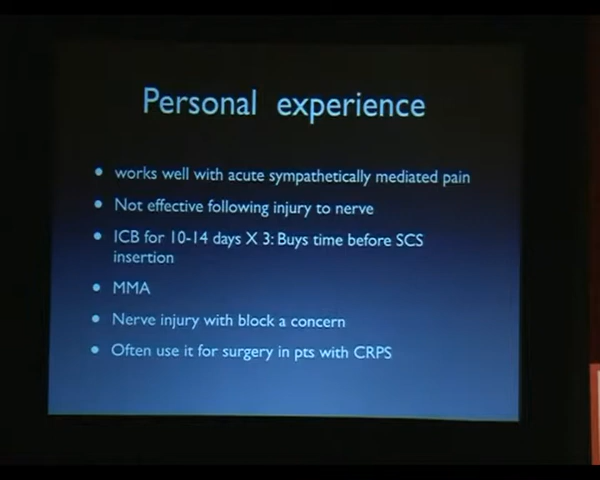 Personal experience
• works well with acute sympathetically mediated pain
• Not effective following injury to nerve
• ICB for 10-14 days X 3: Buys time before SCS
insertion
• MMA
• Nerve injury with block a concern
• Often use it for surgery in pts with CRPS